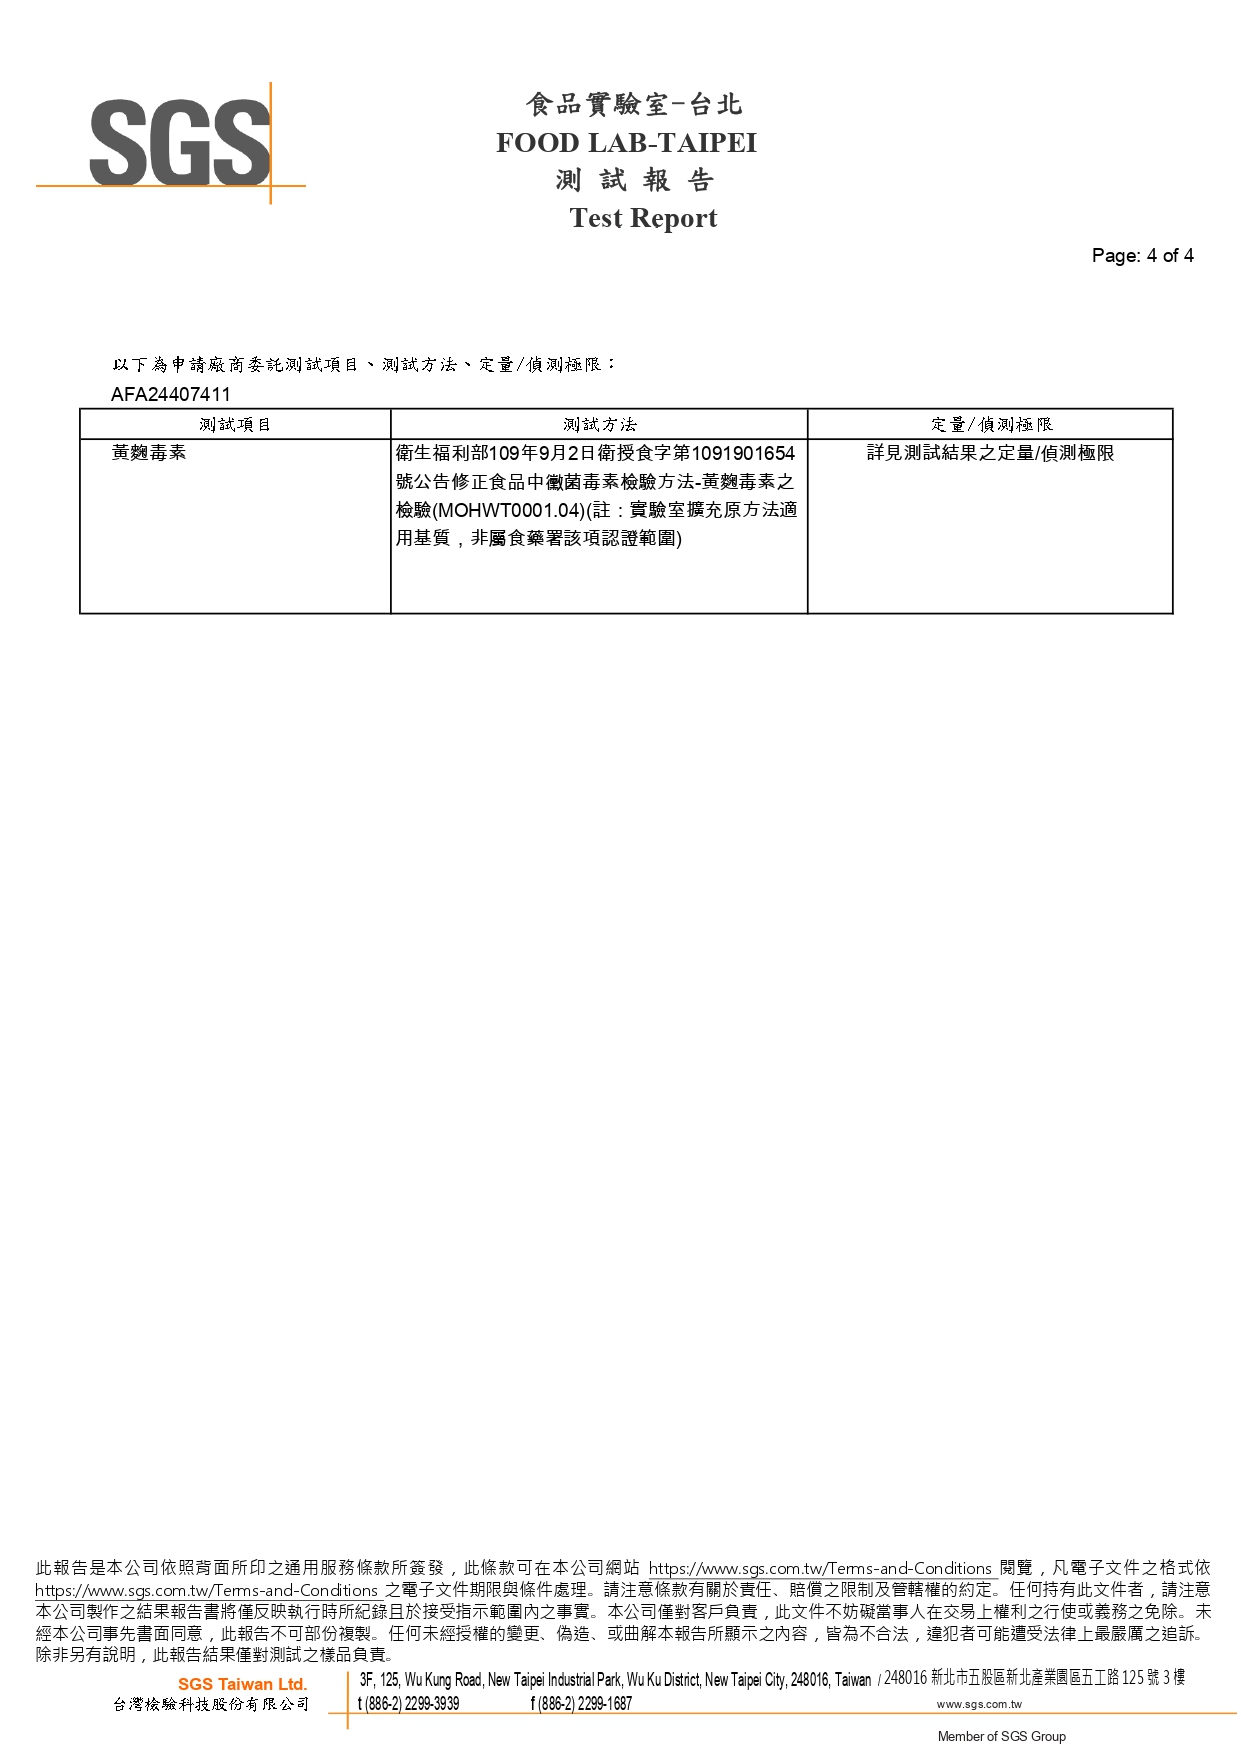 SGS
食品實驗室-台北
FOOD LAB-TAIPEI
測 試 報 告
Test Report
Page: 4 of 4
以下為申請廠商委託測試項目、測試方法、定量/偵測極限：
AFA24407411
測試項目 測試方法 定量/偵測極限
黃麴毒素 衛生福利部109年9月2日衛授食字第1091901654 詳見測試結果之定量/偵測極限
號公告修正食品中黴菌毒素檢驗方法-黃麴毒素之
檢驗(MOHWT0001.04)(註：實驗室擴充原方法適
用基質，非屬食藥署該項認證範圍)
此報告是本公司依照背面所印之通用服務條款所簽發，此條款可在本公司網站 https://www.sgs.com.tw/Terms-and-Conditions 閱覽，凡電子文件之格式依
https://www.sgs.com.tw/Terms-and-Conditions 之電子文件期限與條件處理。請注意條款有關於責任、賠償之限制及管轄權的約定。任何持有此文件者，請注意
本公司製作之結果報告書將僅反映執行時所紀錄且於接受指示範圍內之事實。本公司僅對客戶負責，此文件不妨礙當事人在交易上權利之行使或義務之免除。未
經本公司事先書面同意，此報告不可部份複製。任何未經授權的變更、偽造、或曲解本報告所顯示之內容，皆為不合法，違犯者可能遭受法律上最嚴厲之追訴。
除非另有說明，此報告結果僅對測試之樣品負責。
SGS Taiwan Ltd. 3F, 125, Wu Kung Road, New Taipei Industrial Park, Wu Ku District, New Taipei City, 248016, Taiwan / 248016 新北市五股區新北產業園區五工路 125 號 3 樓
台灣檢驗科技股份有限公司 t (886-2) 2299-3939 f (886-2) 2299-1687 www.sgs.com.tw
Member of SGS Group